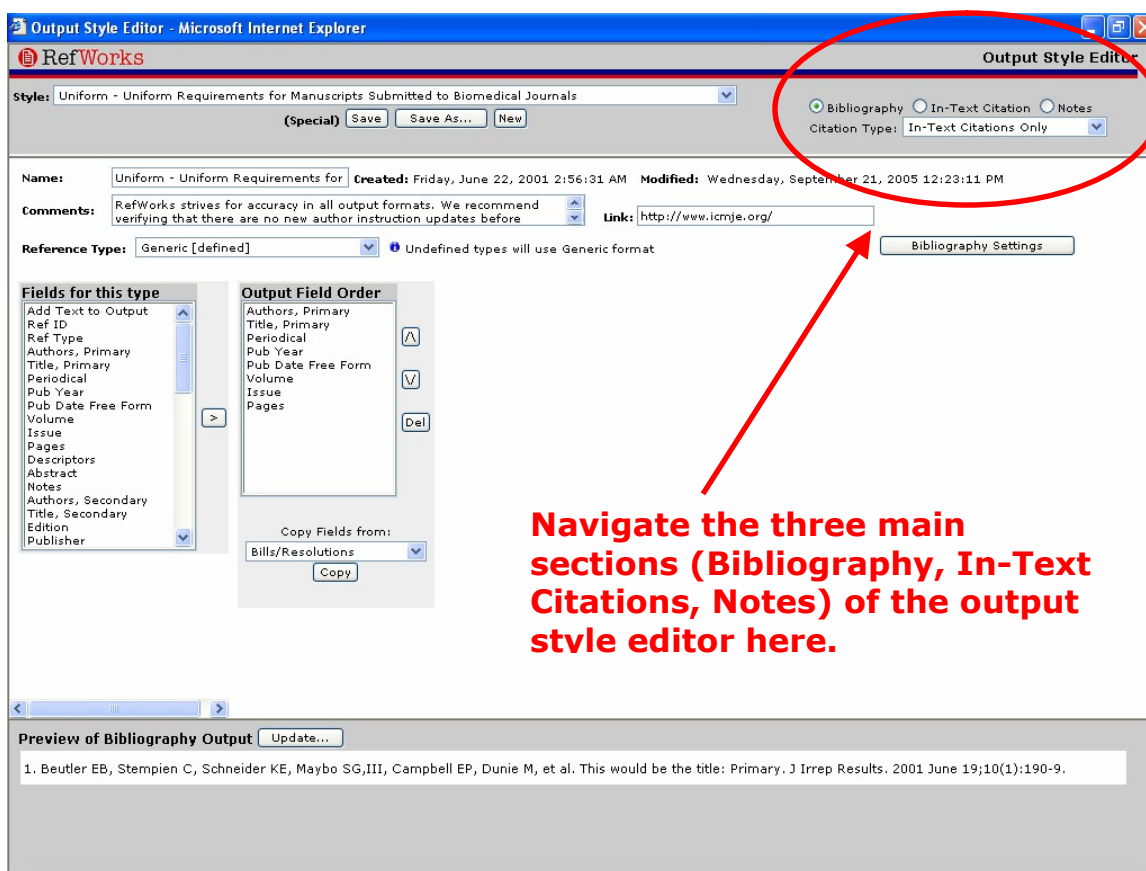 Output Style Editor - Microsoft Internet Explorer
RefWorks
Output Style Editor
Style: Uniform - Uniform Requirements for Manuscripts Submitted to Biomedical Journals
(Special) Save Save As... New
Bibliography In-Text Citation Notes
Citation Type: In-Text Citations Only
Name: Uniform - Uniform Requirements for Created: Friday, June 22, 2001 2:56:31 AM Modified: Wednesday, September 21, 2005 12:23:11 PM
Comments: RefWorks strives for accuracy in all output formats. We recommend
verifying that there are no new author instruction updates before
Link: http://www.icmje.org/
Reference Type: Generic [defined] Undefined types will use Generic format
Bibliography Settings
Fields for this type
Add Text to Output
Ref ID
Ref Type
Authors, Primary
Title, Primary
Periodical
Pub Year
Pub Date Free Form
Volume
Issue
Pages
Descriptors
Abstract
Notes
Authors, Secondary
Title, Secondary
Edition
Publisher
>
Output Field Order
Authors, Primary
Title, Primary
Periodical
Pub Year
Pub Date Free Form
Volume
Issue
Pages
/\
\/
Del
Copy Fields from:
Bills/Resolutions
Copy
Navigate the three main
sections (Bibliography, In-Text
Citations, Notes) of the output
style editor here.
Preview of Bibliography Output Update...
1. Beutler EB, Stempien C, Schneider KE, Maybo SG,III, Campbell EP, Dunie M, et al. This would be the title: Primary. J Irrep Results. 2001 June 19;10(1):190-9.